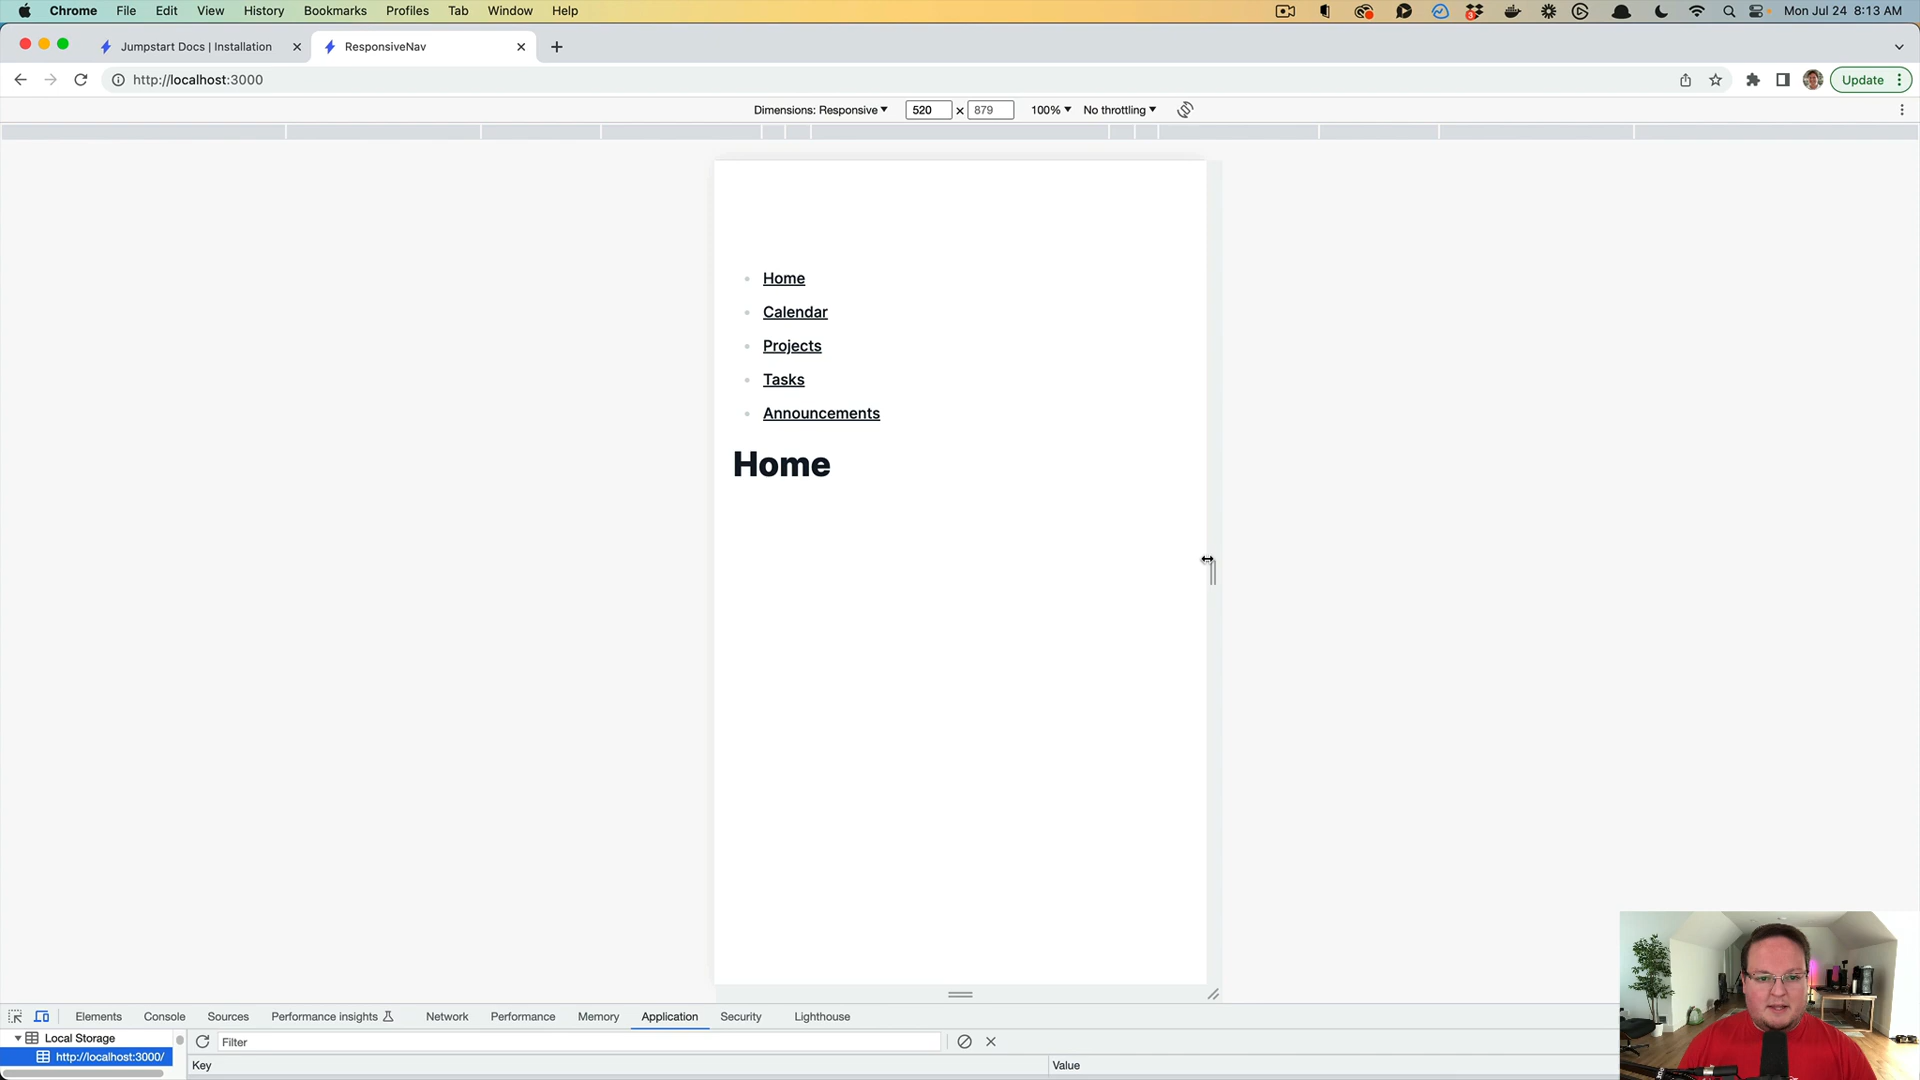 Chrome File Edit View History Bookmarks Profiles Tab Window Help
3
Mon Jul 24 8:13 AM
Jumpstart Docs | Installation
ResponsiveNav
http://localhost:3000
Update
Dimensions: Responsive 520 × 879 100% No throttling
Home
Calendar
Projects
Tasks
Announcements
Home
Elements Console Sources Performance insights Network Performance Memory Application Security Lighthouse
Local Storage
Filter
http://localhost:3000/
Key Value